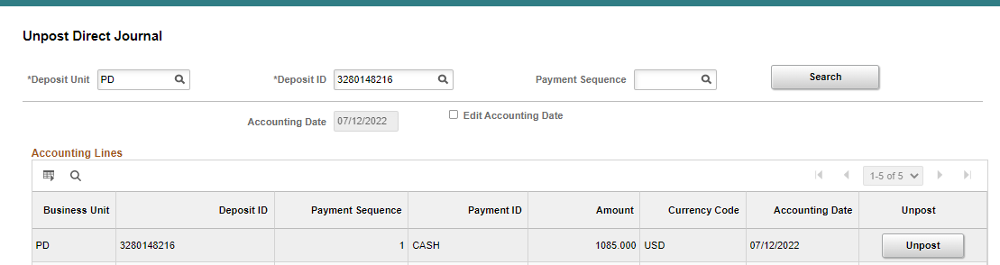 Unpost Direct Journal
*Deposit Unit PD *Deposit ID 3280148216 Payment Sequence Search
Accounting Date 07/12/2022 Edit Accounting Date
Accounting Lines
1-5 of 5
Business Unit Deposit ID Payment Sequence Payment ID Amount Currency Code Accounting Date Unpost
PD 3280148216 1 CASH 1085.000 USD 07/12/2022 Unpost